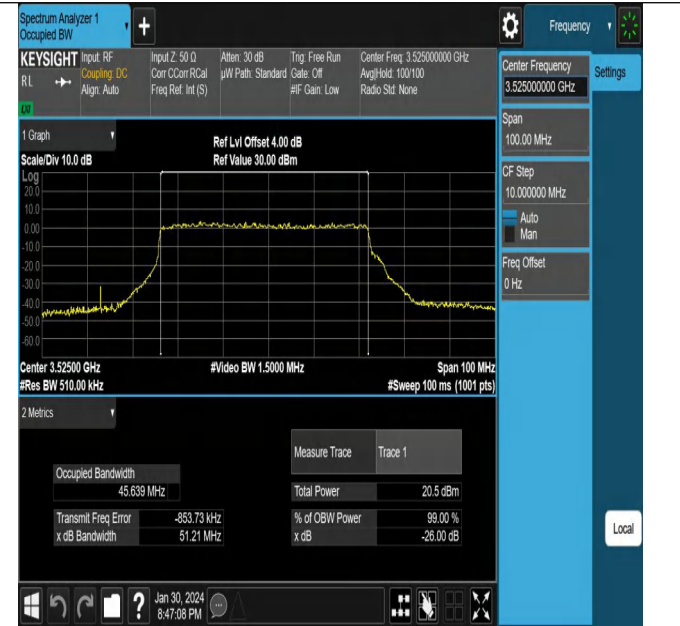 Spectrum Analyzer 1
Occupied BW
+
Frequency
KEYSIGHT
RL
LXI
Input: RF
Coupling: DC
Align: Auto
Input Z: 50 Ω
Corr CCorr RCal
Freq Ref: Int (S)
Atten: 30 dB
µW Path: Standard
Trig: Free Run
Gate: Off
#IF Gain: Low
Center Freq: 3.525000000 GHz
Avg|Hold: 100/100
Radio Std: None
Center Frequency
3.525000000 GHz
Settings
Span
100.00 MHz
CF Step
10.000000 MHz
Auto
Man
Freq Offset
0 Hz
1 Graph
Scale/Div 10.0 dB
Ref Lvl Offset 4.00 dB
Ref Value 30.00 dBm
Log
20.0
10.0
0.00
-10.0
-20.0
-30.0
-40.0
-50.0
-60.0
Center 3.52500 GHz
#Video BW 1.5000 MHz
Span 100 MHz
#Res BW 510.00 kHz
#Sweep 100 ms (1001 pts)
2 Metrics
Measure Trace Trace 1
Occupied Bandwidth
45.639 MHz
Total Power 20.5 dBm
Transmit Freq Error -853.73 kHz
% of OBW Power 99.00 %
x dB Bandwidth 51.21 MHz
x dB -26.00 dB
Local
?
Jan 30, 2024
8:47:08 PM